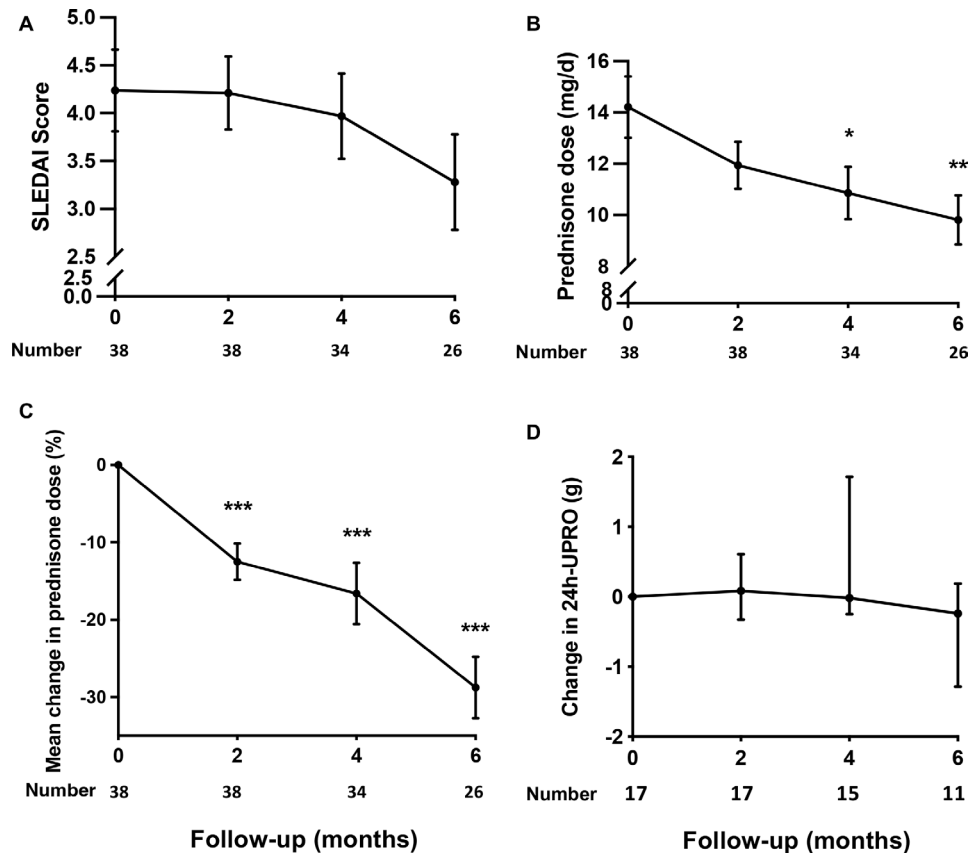 A
SLEDAI Score
5.0
4.5
4.0
3.5
3.0
2.5
2.5
0.0
0 2 4 6
Number 38 38 34 26
B
Prednisone dose (mg/d)
16
14
12
10
8
8
0
*
**
0 2 4 6
Number 38 38 34 26
C
Mean change in prednisone dose (%)
0
-10
-20
-30
***
***
***
0 2 4 6
Number 38 38 34 26
Follow-up (months)
D
Change in 24h-UPRO (g)
2
1
0
-1
-2
0 2 4 6
Number 17 17 15 11
Follow-up (months)